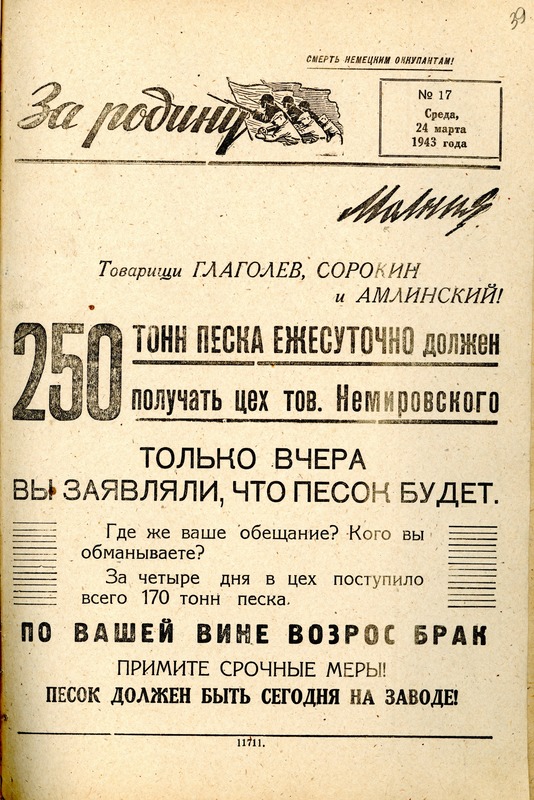 39
СМЕРТЬ НЕМЕЦКИМ ОККУПАНТАМ!
За родину
№ 17
Среда,
24 марта
1943 года
Товарищи ГЛАГОЛЕВ, СОРОКИН
и АМЛИНСКИЙ!
250 ТОНН ПЕСКА ЕЖЕСУТОЧНО должен
получать цех тов. Немировского
ТОЛЬКО ВЧЕРА
ВЫ ЗАЯВЛЯЛИ, ЧТО ПЕСОК БУДЕТ.
Где же ваше обещание? Кого вы
обманываете?
За четыре дня в цех поступило
всего 170 тонн песка.
ПО ВАШЕЙ ВИНЕ ВОЗРОС БРАК
ПРИМИТЕ СРОЧНЫЕ МЕРЫ!
ПЕСОК ДОЛЖЕН БЫТЬ СЕГОДНЯ НА ЗАВОДЕ!
11711.